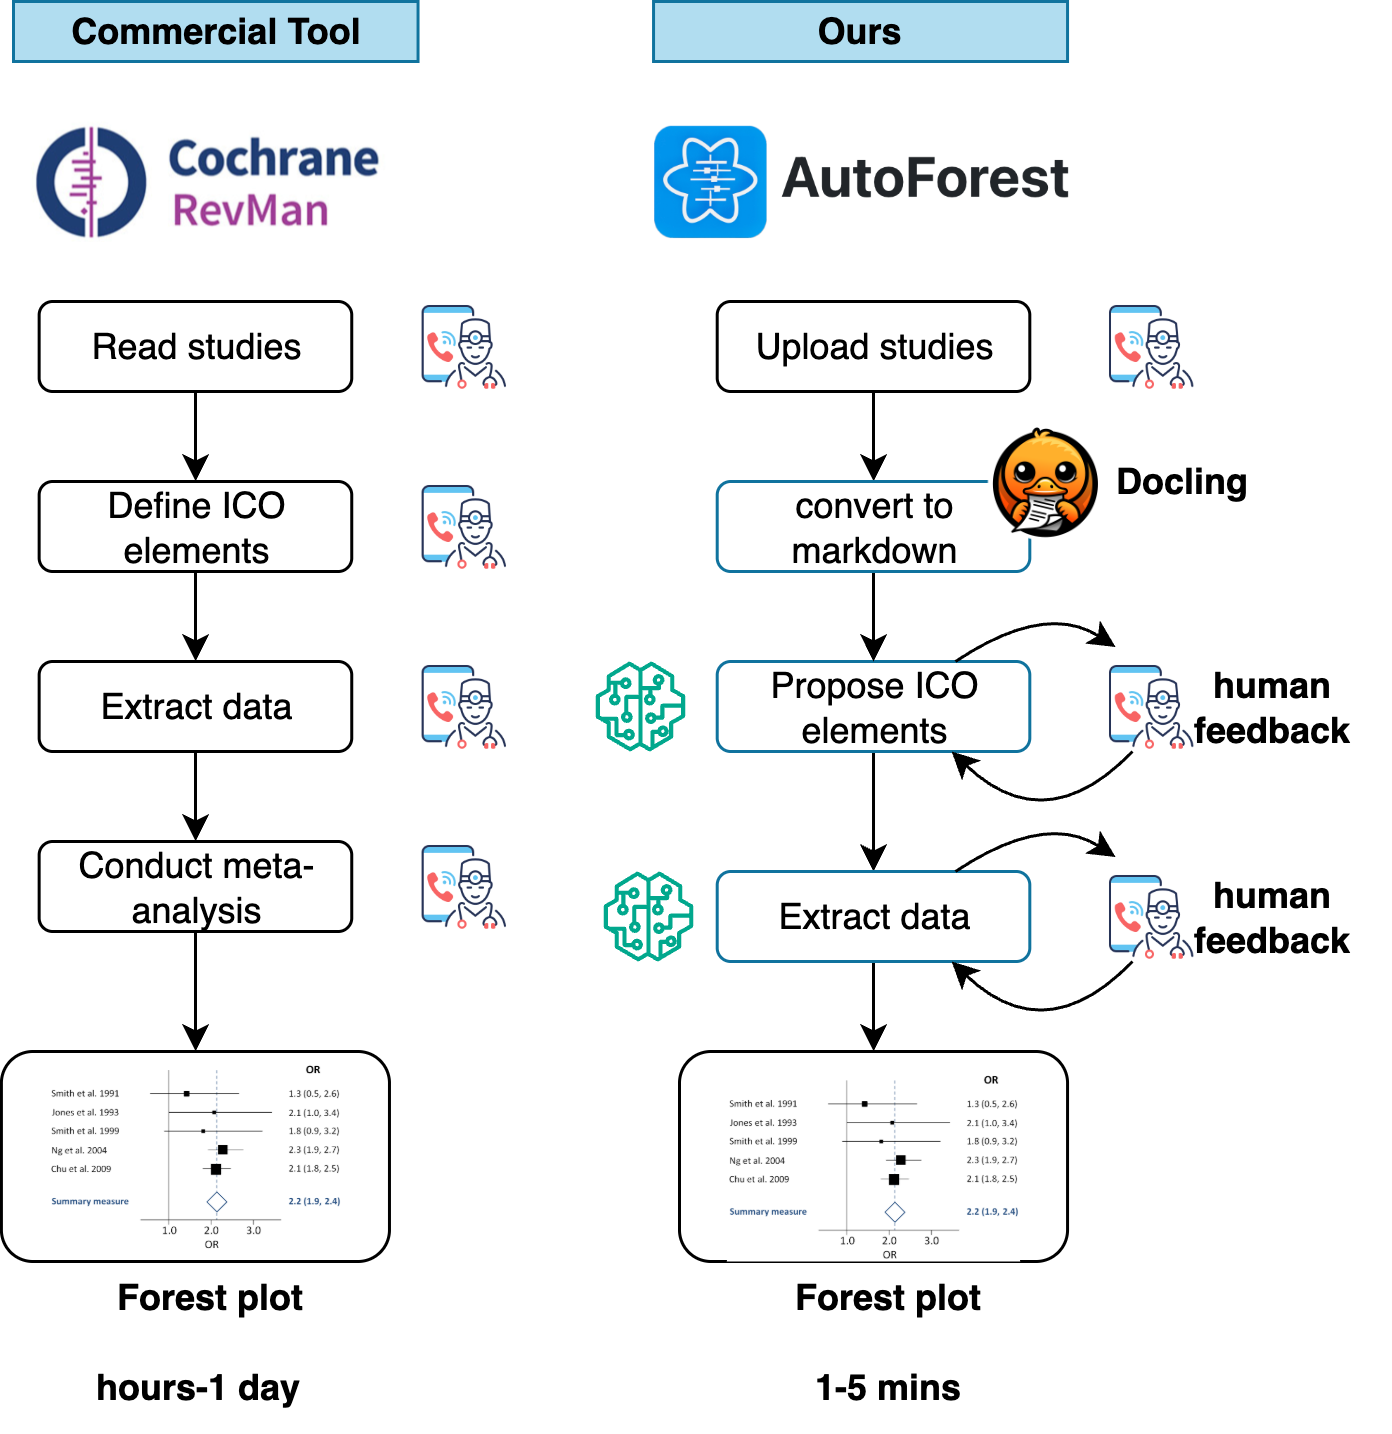 Commercial Tool
Cochrane
RevMan
Read studies
Define ICO
elements
Extract data
Conduct meta-
analysis
OR
Smith et al. 1991 1.3 (0.5, 2.6)
Jones et al. 1993 2.1 (1.0, 3.4)
Smith et al. 1999 1.8 (0.9, 3.2)
Ng et al. 2004 2.3 (1.9, 2.7)
Chu et al. 2009 2.1 (1.8, 2.5)
Summary measure 2.2 (1.9, 2.4)
1.0 2.0 3.0
OR
Forest plot
hours-1 day
Ours
AutoForest
Upload studies
convert to
markdown
Docling
Propose ICO
elements
human
feedback
Extract data
human
feedback
OR
Smith et al. 1991 1.3 (0.5, 2.6)
Jones et al. 1993 2.1 (1.0, 3.4)
Smith et al. 1999 1.8 (0.9, 3.2)
Ng et al. 2004 2.3 (1.9, 2.7)
Chu et al. 2009 2.1 (1.8, 2.5)
Summary measure 2.2 (1.9, 2.4)
1.0 2.0 3.0
OR
Forest plot
1-5 mins